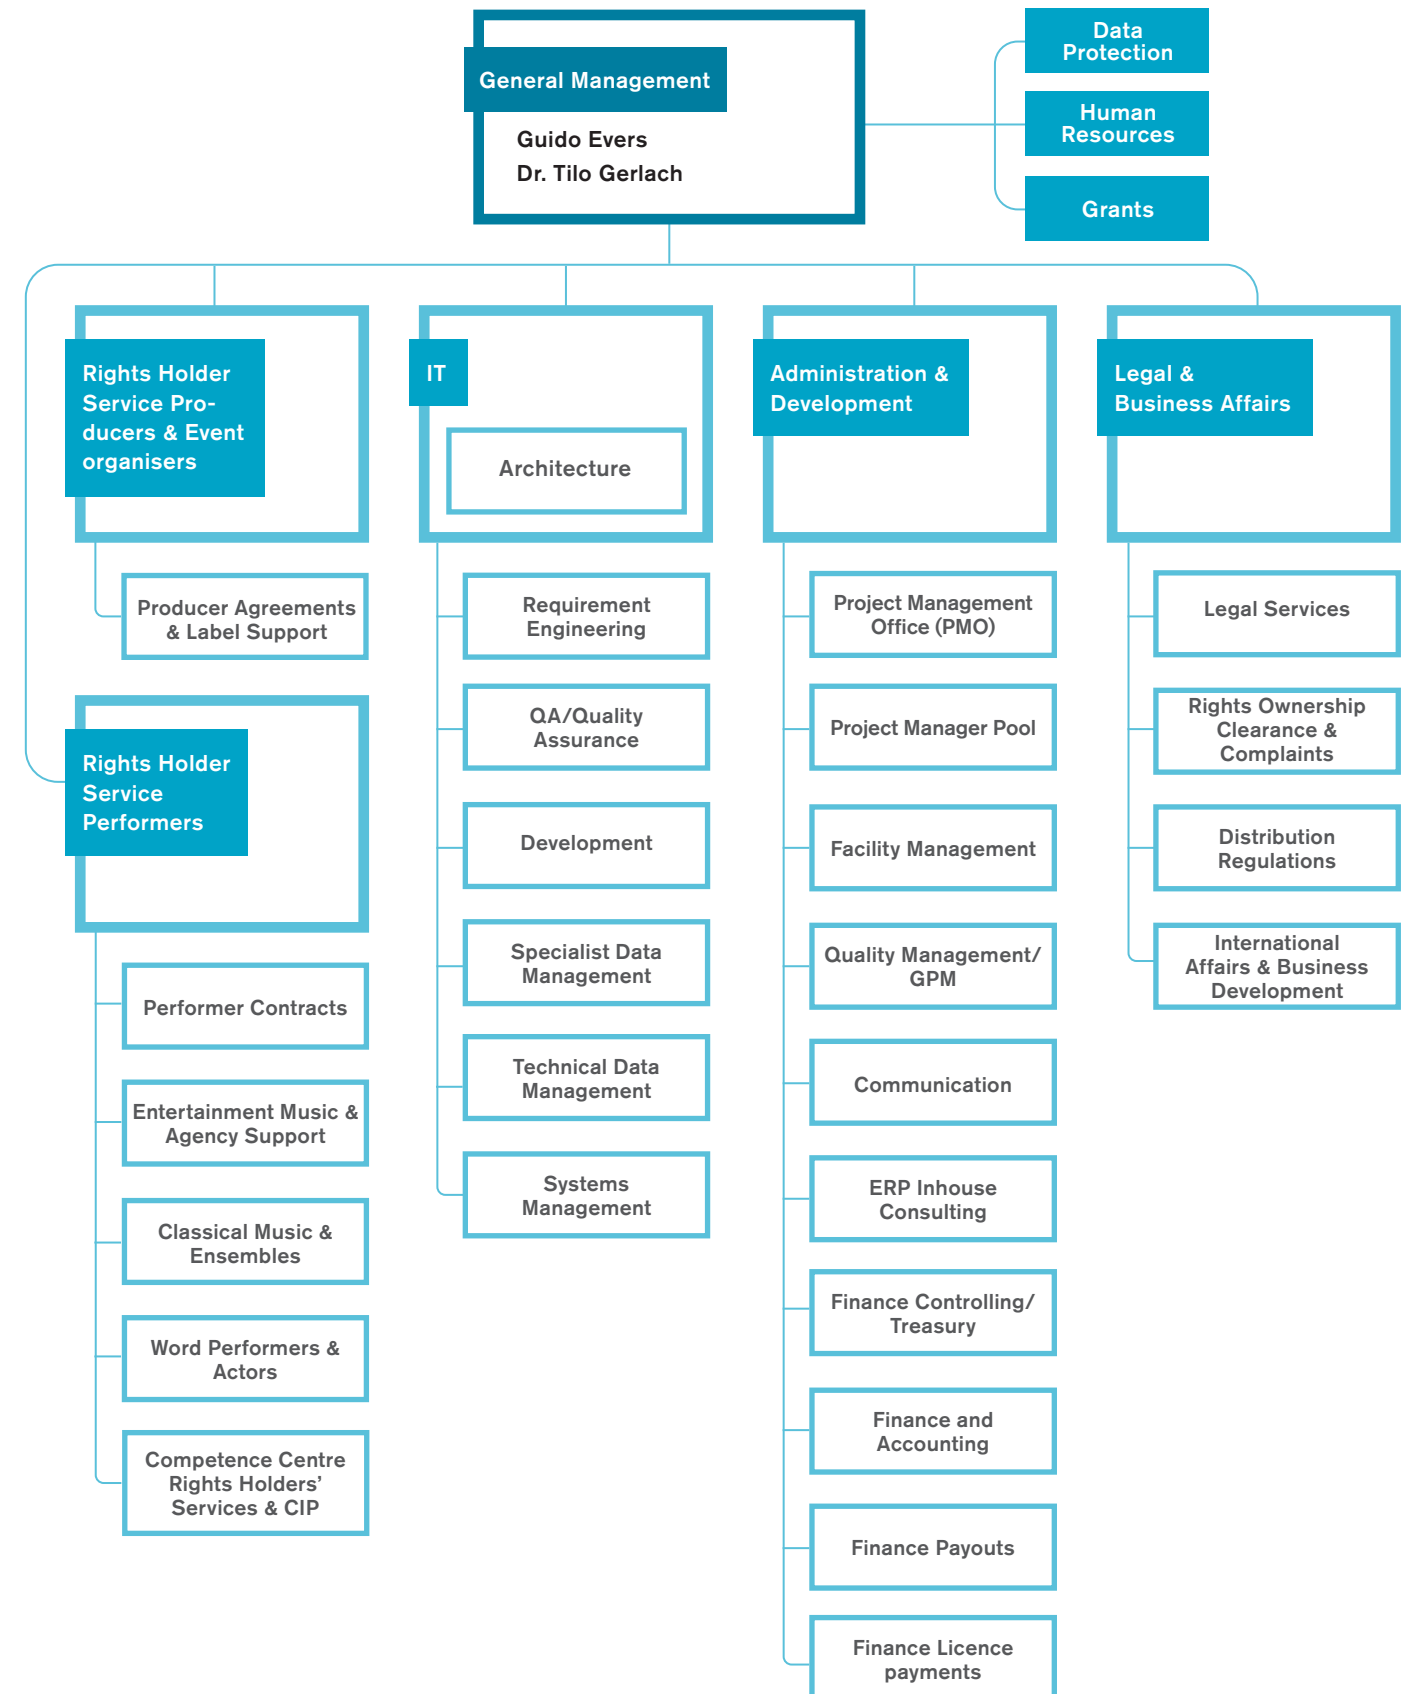 General Management
Guido Evers
Dr. Tilo Gerlach
Data
Protection
Human
Resources
Grants
Rights Holder
Service Pro-
ducers & Event
organisers
Producer Agreements
& Label Support
Rights Holder
Service
Performers
Performer Contracts
Entertainment Music &
Agency Support
Classical Music &
Ensembles
Word Performers &
Actors
Competence Centre
Rights Holders’
Services & CIP
IT
Architecture
Requirement
Engineering
QA/Quality
Assurance
Development
Specialist Data
Management
Technical Data
Management
Systems
Management
Administration &
Development
Project Management
Office (PMO)
Project Manager Pool
Facility Management
Quality Management/
GPM
Communication
ERP Inhouse
Consulting
Finance Controlling/
Treasury
Finance and
Accounting
Finance Payouts
Finance Licence
payments
Legal &
Business Affairs
Legal Services
Rights Ownership
Clearance &
Complaints
Distribution
Regulations
International
Affairs & Business
Development